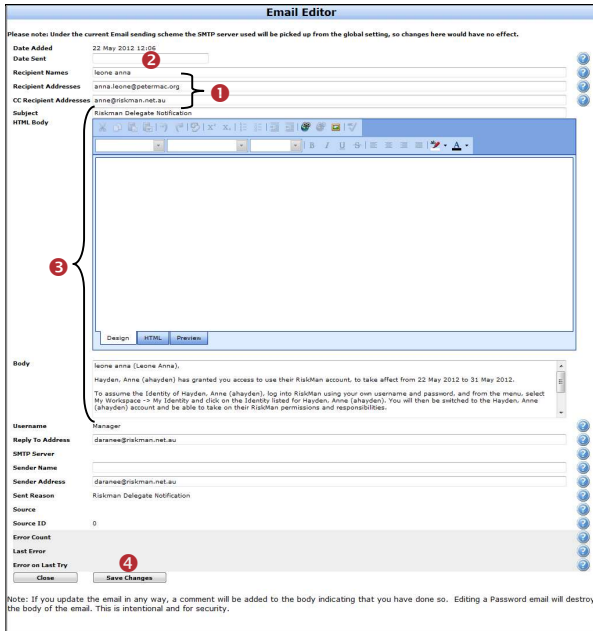 Email Editor
Please note: Under the current Email sending scheme the SMTP server used will be picked up from the global setting, so changes here would have no effect.
Date Added 22 May 2012 12:06
Date Sent 2
Recipient Names leone anna
Recipient Addresses anna.leone@petermac.org 1
CC Recipient Addresses anne@riskman.net.au
Subject Riskman Delegate Notification
HTML Body
3
Design HTML Preview
Body leone anna (Leone Anna),
Hayden, Anne (ahayden) has granted you access to use their RiskMan account, to take affect from 22 May 2012 to 31 May 2012.
To assume the Identity of Hayden, Anne (ahayden), log into RiskMan using your own username and password, and from the menu, select
My Workspace -> My Identity and click on the Identity listed for Hayden, Anne (ahayden). You will then be switched to the Hayden, Anne
(ahayden) account and be able to take on their RiskMan permissions and responsibilities.
Username Manager
Reply To Address daranee@riskman.net.au
SMTP Server
Sender Name
Sender Address daranee@riskman.net.au
Sent Reason Riskman Delegate Notification
Source
Source ID 0
Error Count
Last Error
Error on Last Try 4
Close Save Changes
Note: If you update the email in any way, a comment will be added to the body indicating that you have done so. Editing a Password email will destroy
the body of the email. This is intentional and for security.